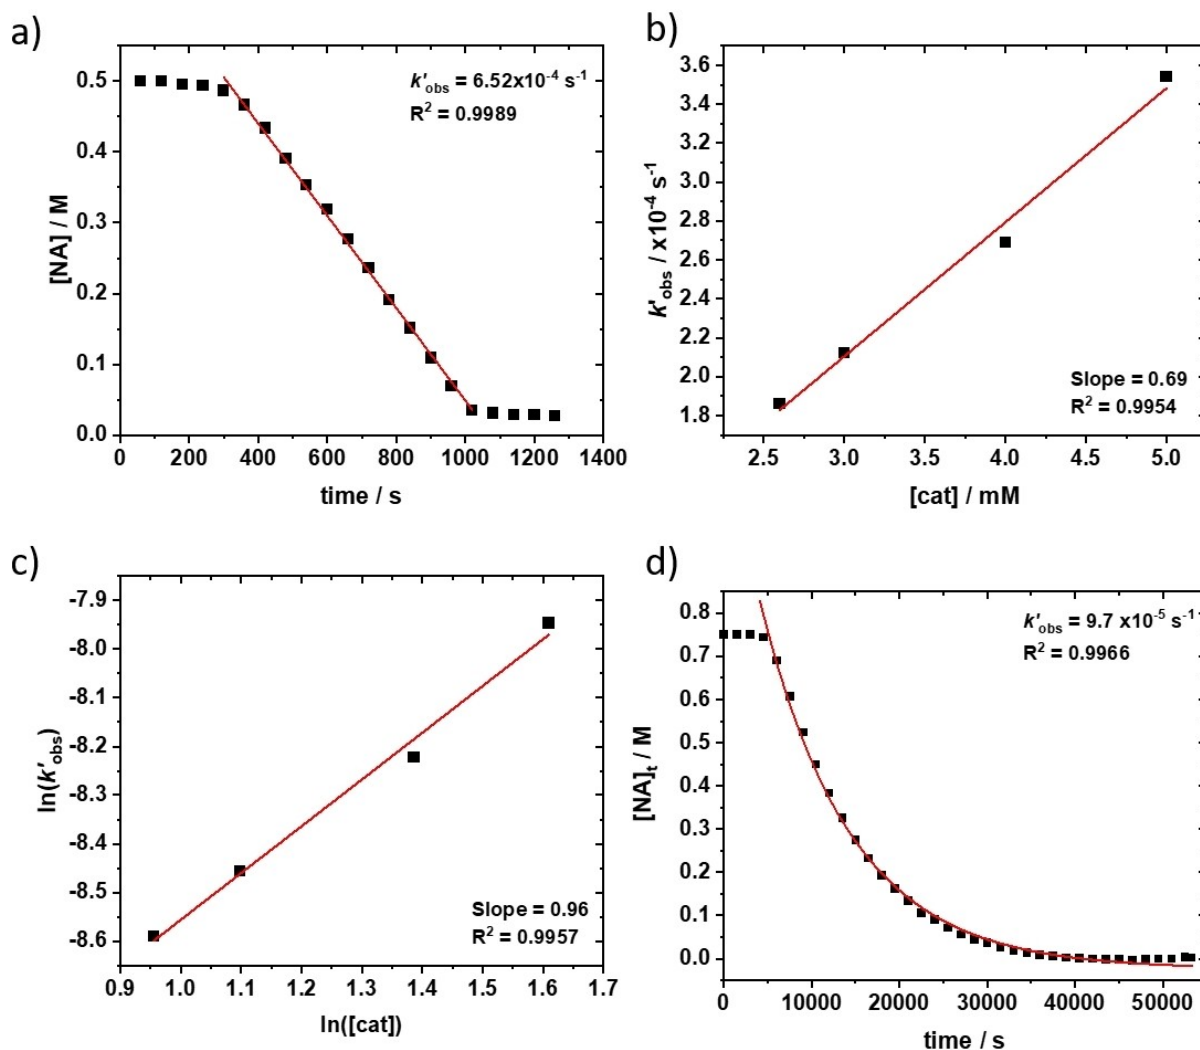 a)
k'obs = 6.52x10-4 s-1
R2 = 0.9989
[NA] / M
0.5
0.4
0.3
0.2
0.1
0.0
0 200 400 600 800 1000 1200 1400
time / s
b)
k'obs / x10-4 s-1
3.6
3.4
3.2
3.0
2.8
2.6
2.4
2.2
2.0
1.8
Slope = 0.69
R2 = 0.9954
2.5 3.0 3.5 4.0 4.5 5.0
[cat] / mM
c)
ln(k'obs)
-7.9
-8.0
-8.1
-8.2
-8.3
-8.4
-8.5
-8.6
Slope = 0.96
R2 = 0.9957
0.9 1.0 1.1 1.2 1.3 1.4 1.5 1.6 1.7
ln([cat])
d)
k'obs = 9.7 x10-5 s-1
R2 = 0.9966
[NA]t / M
0.8
0.7
0.6
0.5
0.4
0.3
0.2
0.1
0.0
0 10000 20000 30000 40000 50000
time / s